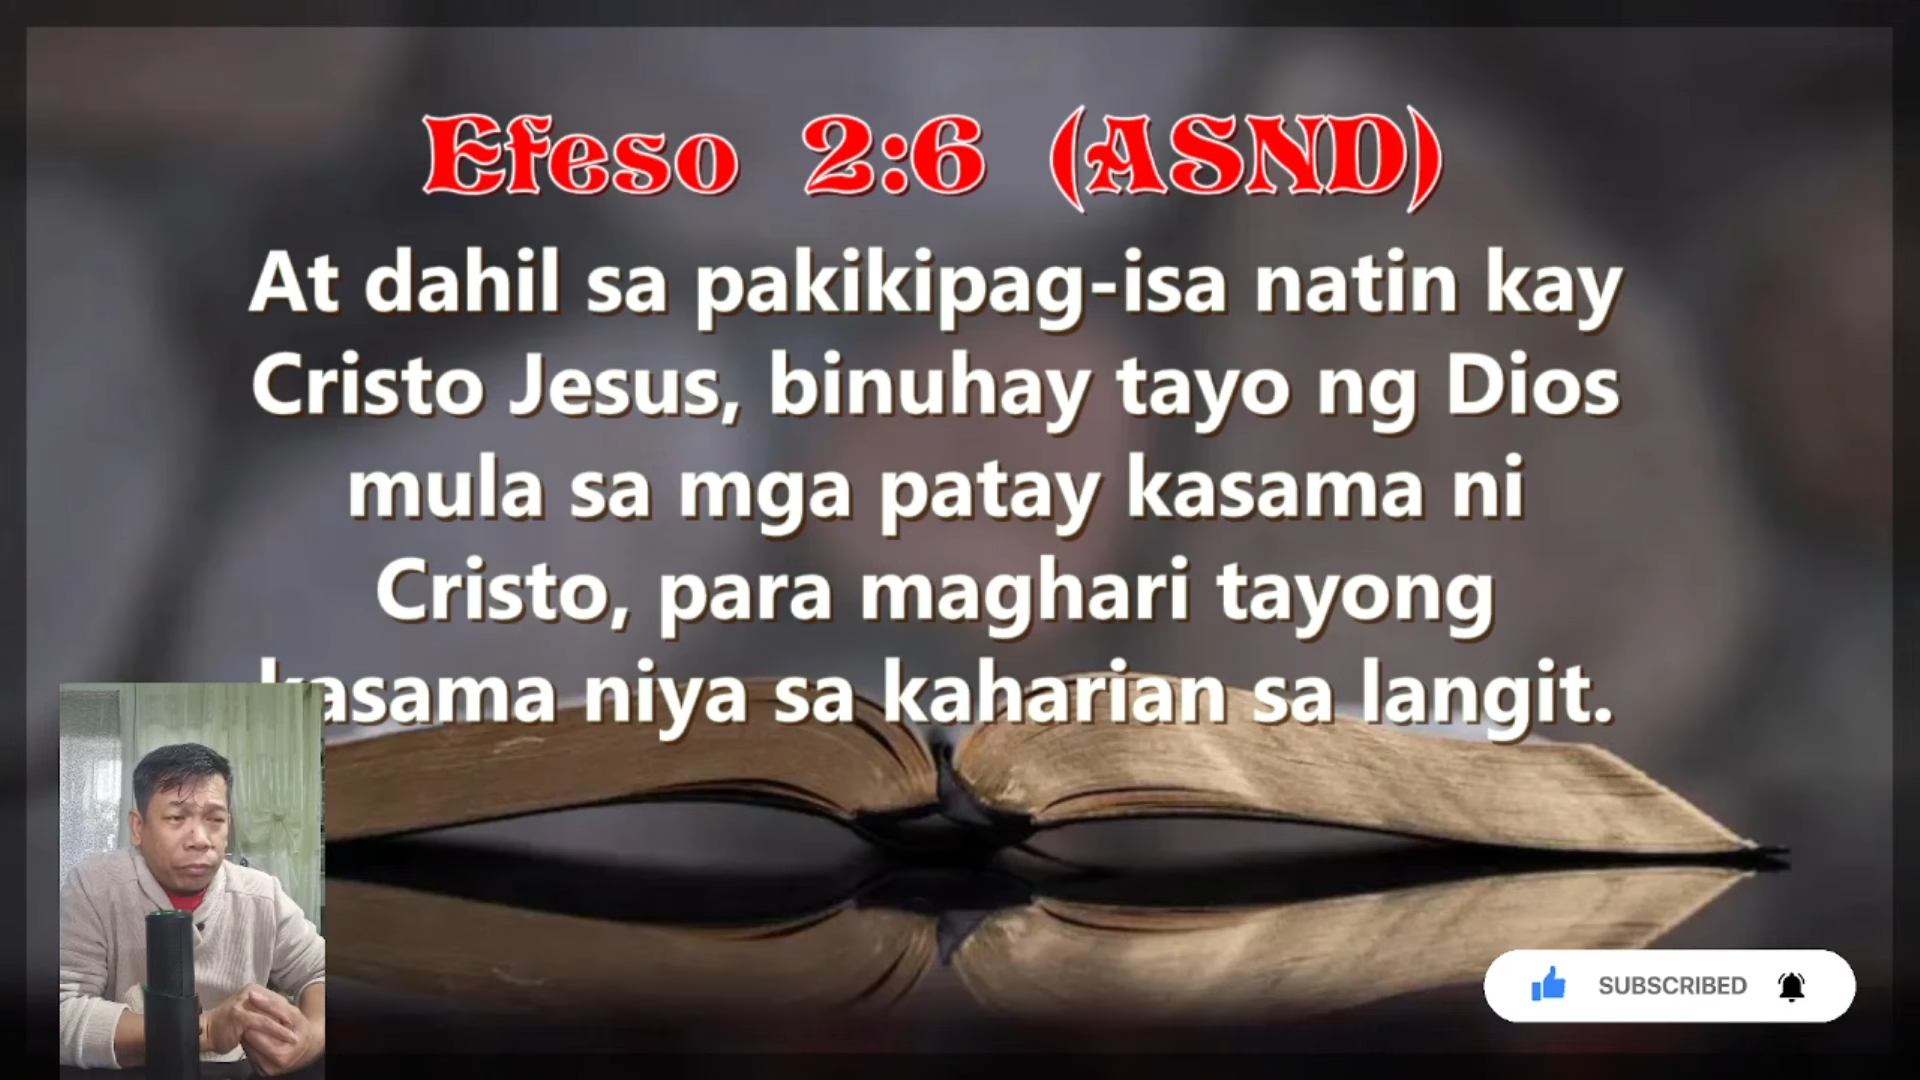 Efeso 2:6 (ASND)
At dahil sa pakikipag-isa natin kay
Cristo Jesus, binuhay tayo ng Dios
mula sa mga patay kasama ni
Cristo, para maghari tayong
kasama niya sa kaharian sa langit.
SUBSCRIBED